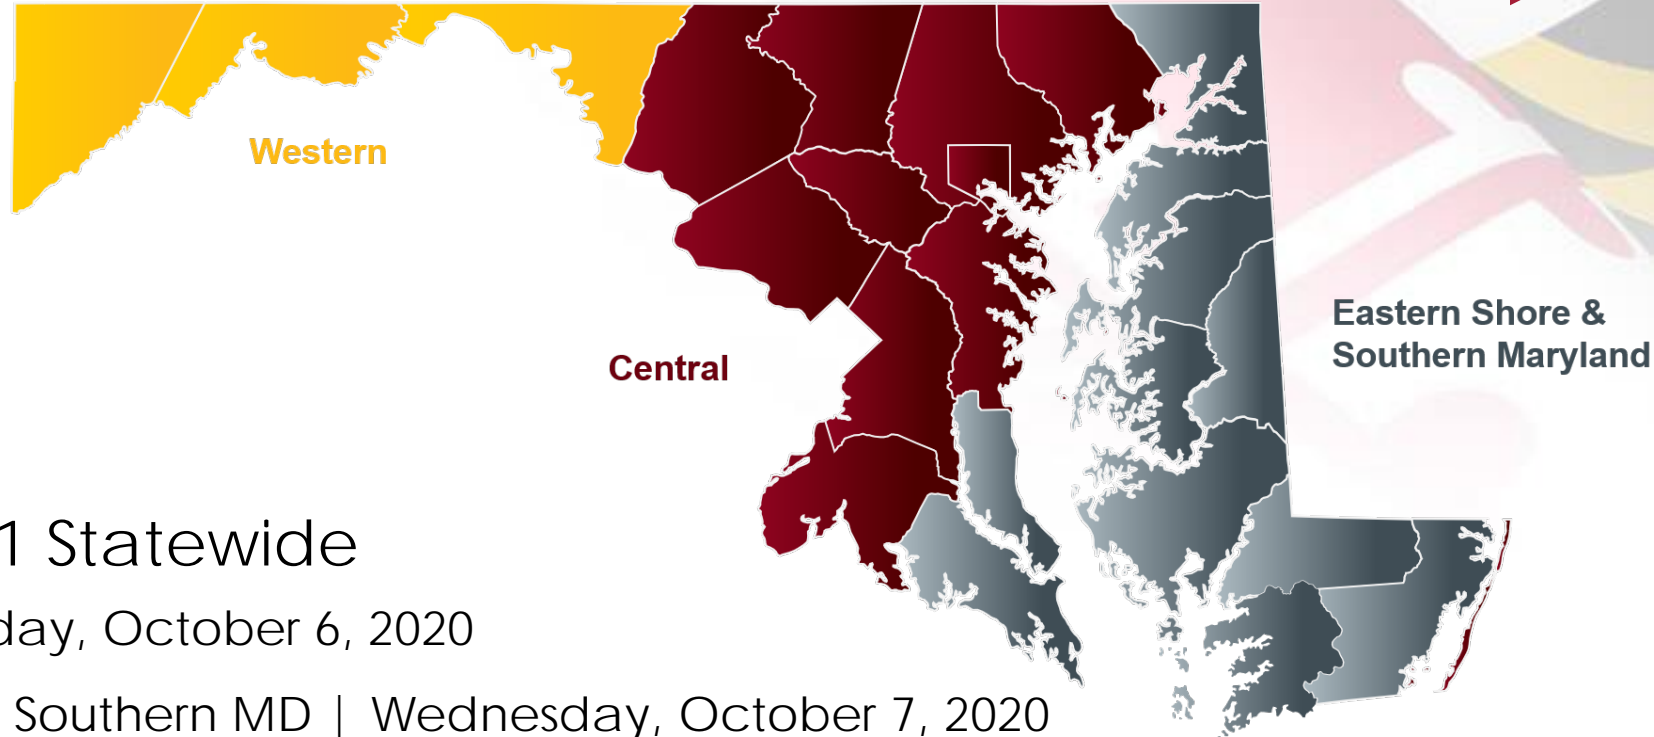 Western
Eastern Shore &
Southern Maryland
Central
1 Statewide
day, October 6, 2020
Southern MD | Wednesday, October 7, 2020